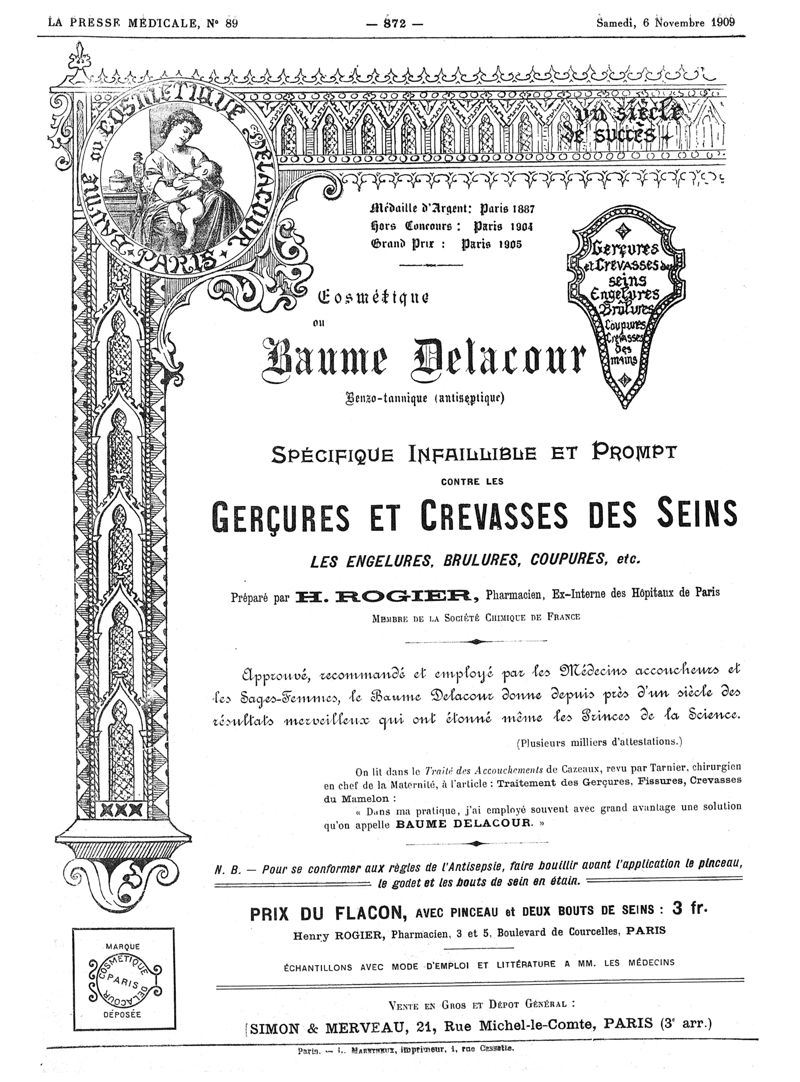 LA PRESSE MÉDICALE, N° 89
— 872 —
Samedi, 6 Novembre 1909
BAUME OU COSMETIQUE DELACOUR
PARIS
un siècle
de succès
Médaille d'Argent: Paris 1887
Hors Concours : Paris 1904
Grand Prix : Paris 1905
Gerçures
et Crevasses des
seins
Engelures
Brûlures
Coupures
Crevasses
des
mains
Cosmétique
ou
Baume Delacour
Benzo-tannique (antiseptique)
SPÉCIFIQUE INFAILLIBLE ET PROMPT
CONTRE LES
GERÇURES ET CREVASSES DES SEINS
LES ENGELURES, BRULURES, COUPURES, etc.
Préparé par H. ROGIER, Pharmacien, Ex-Interne des Hôpitaux de Paris
MEMBRE DE LA SOCIÉTÉ CHIMIQUE DE FRANCE
Approuvé, recommandé et employé par les Médecins accoucheurs et
les Sages-Femmes, le Baume Delacour donne depuis près d'un siècle des
résultats merveilleux qui ont étonné même les Princes de la Science.
(Plusieurs milliers d'attestations.)
On lit dans le Traité des Accouchements de Cazeaux, revu par Tarnier, chirurgien
en chef de la Maternité, à l'article : Traitement des Gerçures, Fissures, Crevasses
du Mamelon :
« Dans ma pratique, j'ai employé souvent avec grand avantage une solution
qu'on appelle BAUME DELACOUR. »
N. B. — Pour se conformer aux règles de l'Antisepsie, faire bouillir avant l'application le pinceau,
le godet et les bouts de sein en étain.
PRIX DU FLACON, AVEC PINCEAU et DEUX BOUTS DE SEINS : 3 fr.
Henry ROGIER, Pharmacien, 3 et 5, Boulevard de Courcelles, PARIS
ÉCHANTILLONS AVEC MODE D'EMPLOI ET LITTÉRATURE A MM. LES MÉDECINS
MARQUE
COSMÉTIQUE
PARIS
DELACOUR
DÉPOSÉE
VENTE EN GROS ET DÉPOT GÉNÉRAL :
SIMON & MERVEAU, 21, Rue Michel-le-Comte, PARIS (3e arr.)
Paris. — L. MARETHEUX, imprimeur, 1, rue Cassette.